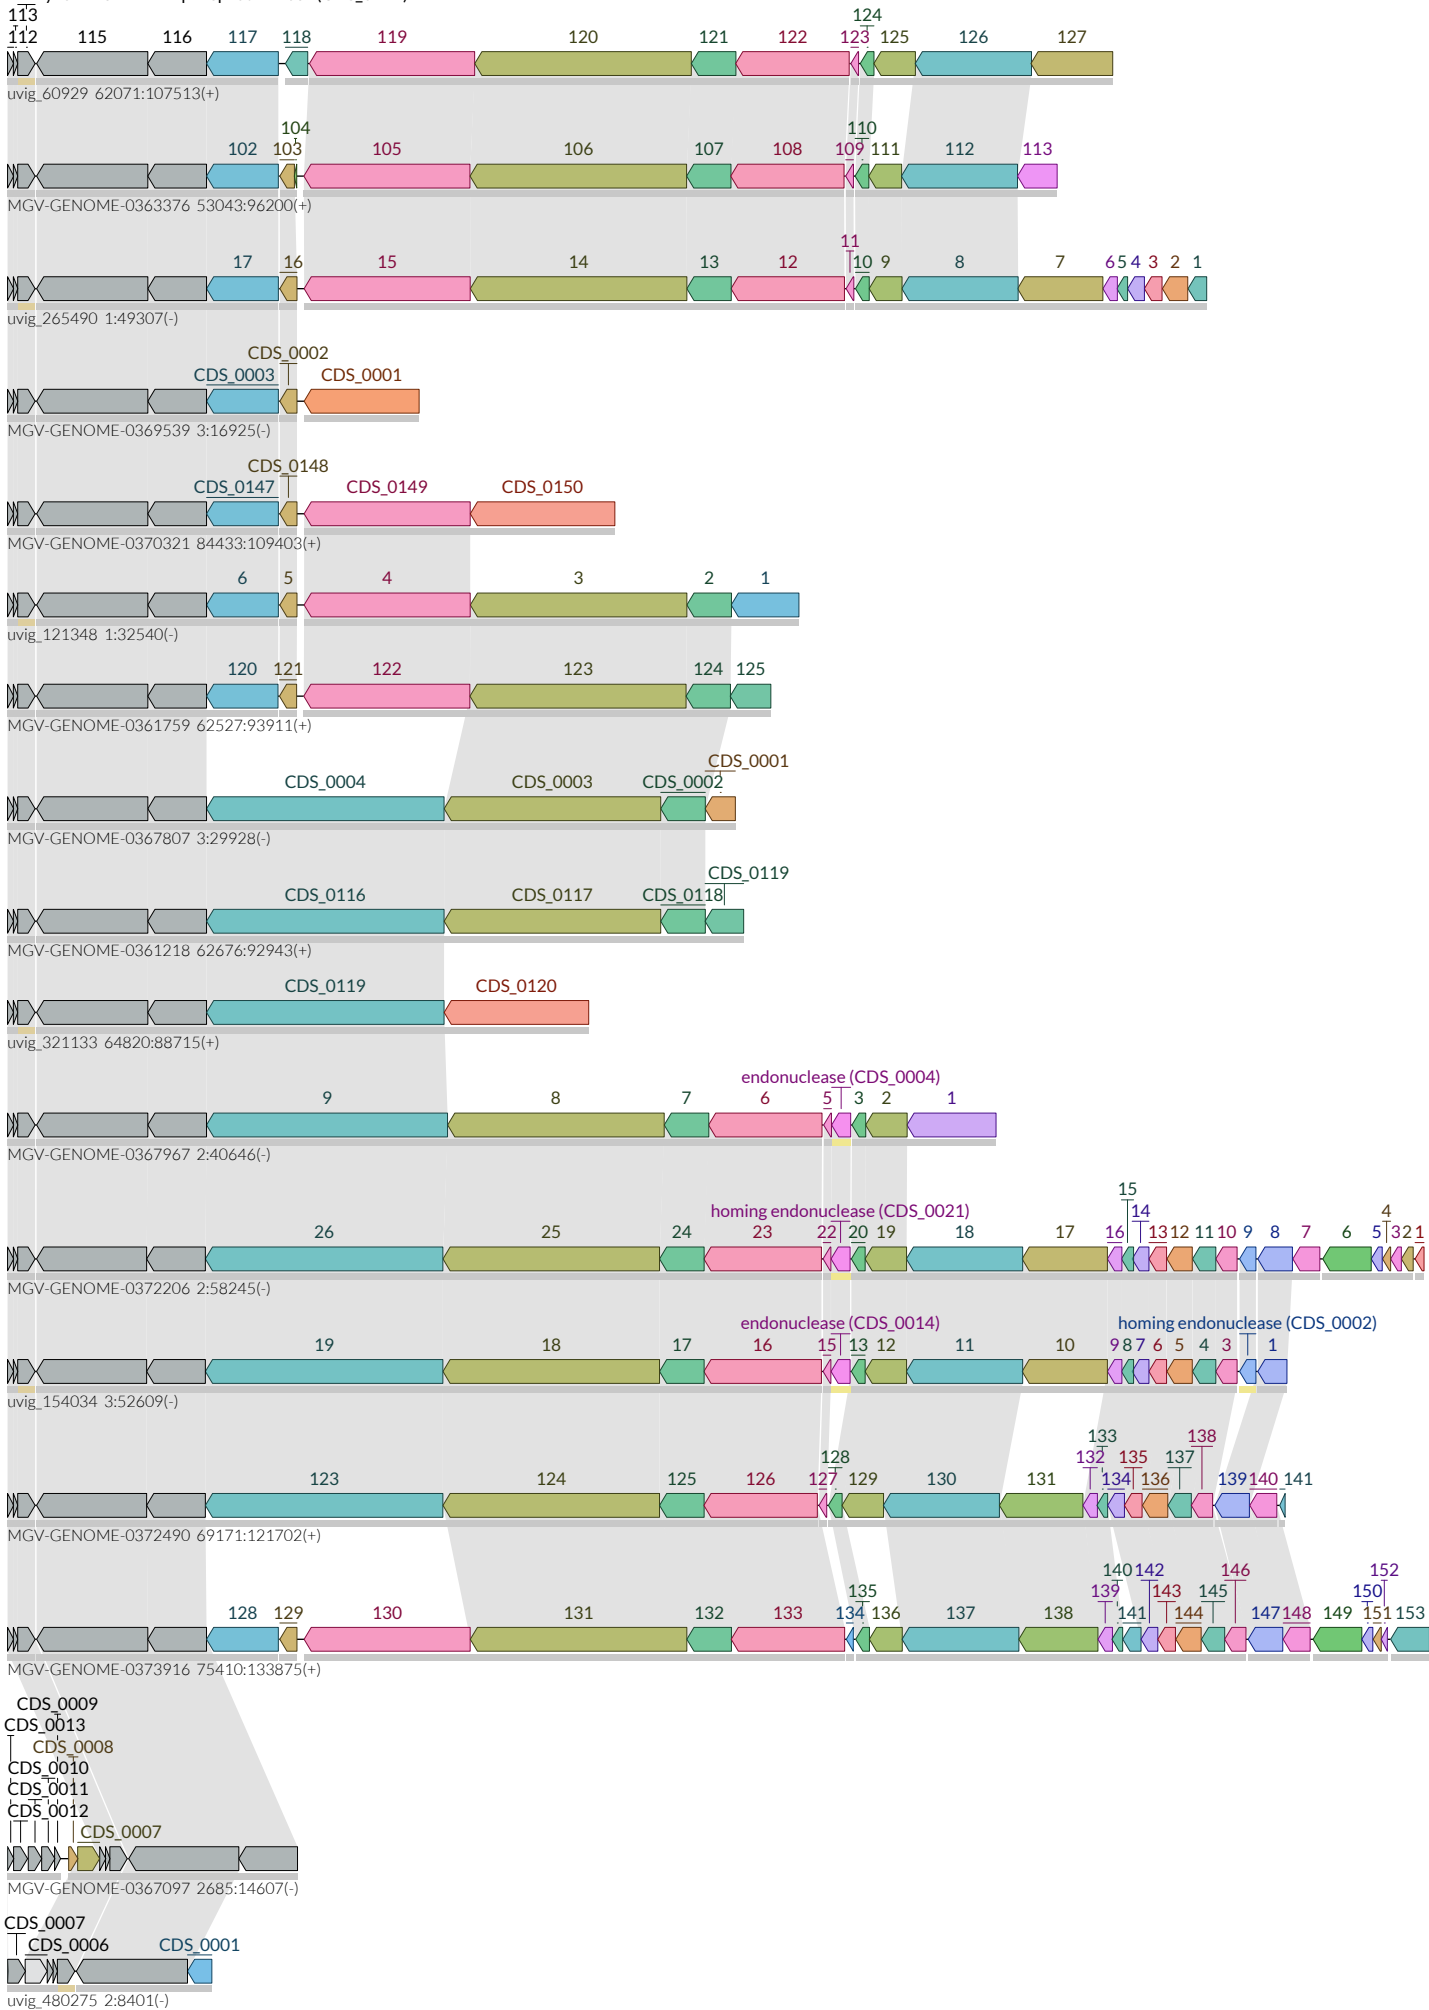 113
112 115 116 117 118 119 120 121 122 123 124 125 126 127
uvig_60929 62071:107513(+)
104 110
102 103 105 106 107 108 109 111 112 113
MGV-GENOME-0363376 53043:96200(+)
11
17 16 15 14 13 12 10 9 8 7 6 5 4 3 2 1
uvig_265490 1:49307(-)
CDS_0002
CDS_0003 CDS_0001
MGV-GENOME-0369539 3:16925(-)
CDS_0148
CDS_0147 CDS_0149 CDS_0150
MGV-GENOME-0370321 84433:109403(+)
6 5 4 3 2 1
uvig_121348 1:32540(-)
120 121 122 123 124 125
MGV-GENOME-0361759 62527:93911(+)
CDS_0001
CDS_0004 CDS_0003 CDS_0002
MGV-GENOME-0367807 3:29928(-)
CDS_0119
CDS_0116 CDS_0117 CDS_0118
MGV-GENOME-0361218 62676:92943(+)
CDS_0119 CDS_0120
uvig_321133 64820:88715(+)
endonuclease (CDS_0004)
9 8 7 6 5 3 2 1
MGV-GENOME-0367967 2:40646(-)
15
homing endonuclease (CDS_0021) 14 4
26 25 24 23 22 20 19 18 17 16 13 12 11 10 9 8 7 6 5 3 2 1
MGV-GENOME-0372206 2:58245(-)
endonuclease (CDS_0014) homing endonuclease (CDS_0002)
19 18 17 16 15 13 12 11 10 9 8 7 6 5 4 3 1
uvig_154034 3:52609(-)
133 138
128 132 135 137
123 124 125 126 127 129 130 131 134 136 139 140 141
MGV-GENOME-0372490 69171:121702(+)
140 142 146 152
135 139 143 145 150
128 129 130 131 132 133 134 136 137 138 141 144 147 148 149 151 153
MGV-GENOME-0373916 75410:133875(+)
CDS_0009
CDS_0013
CDS_0008
CDS_0010
CDS_0011
CDS_0012
CDS_0007
MGV-GENOME-0367097 2685:14607(-)
CDS_0007
CDS_0006 CDS_0001
uvig_480275 2:8401(-)